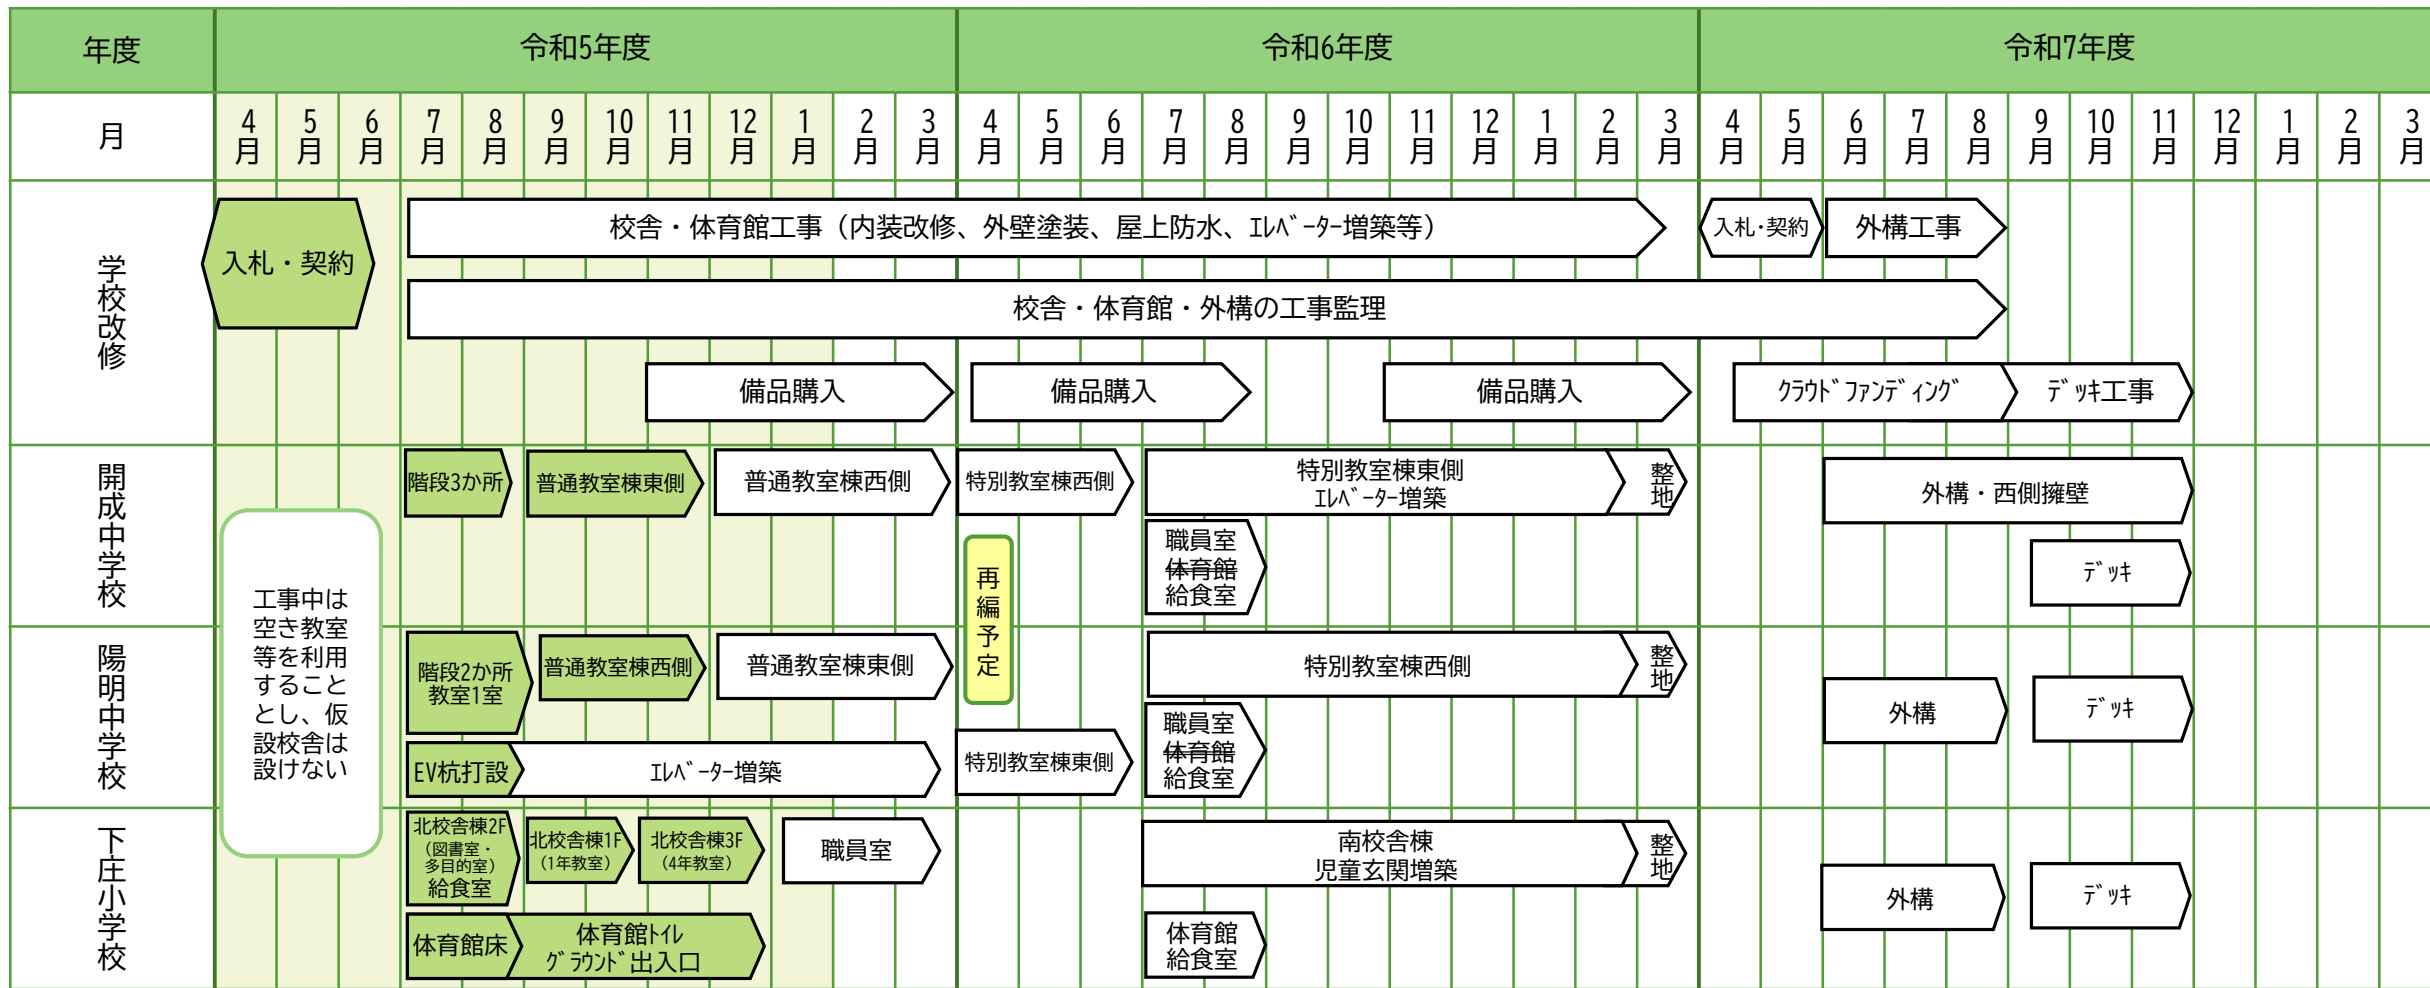 年度
令和5年度
令和6年度
令和7年度
月
4月
5月
6月
7月
8月
9月
10月
11月
12月
1月
2月
3月
4月
5月
6月
7月
8月
9月
10月
11月
12月
1月
2月
3月
4月
5月
6月
7月
8月
9月
10月
11月
12月
1月
2月
3月
学校改修
入札・契約
校舎・体育館工事（内装改修、外壁塗装、屋上防水、ｴﾚﾍﾞｰﾀｰ増築等）
入札・契約
外構工事
校舎・体育館・外構の工事監理
備品購入
備品購入
備品購入
ｸﾗｳﾄﾞﾌｧﾝﾃﾞｨﾝｸﾞ
ﾃﾞｯｷ工事
開成中学校
階段3か所
普通教室棟東側
普通教室棟西側
特別教室棟西側
特別教室棟東側
ｴﾚﾍﾞｰﾀｰ増築
整地
外構・西側擁壁
職員室
体育館
給食室
ﾃﾞｯｷ
工事中は
空き教室
等を利用
すること
とし、仮
設校舎は
設けない
再編予定
陽明中学校
階段2か所
教室1室
普通教室棟西側
普通教室棟東側
特別教室棟西側
整地
外構
ﾃﾞｯｷ
EV杭打設
ｴﾚﾍﾞｰﾀｰ増築
特別教室棟東側
職員室
体育館
給食室
下庄小学校
北校舎棟2F
（図書室・
多目的室）
給食室
北校舎棟1F
（1年教室）
北校舎棟3F
（4年教室）
職員室
南校舎棟
児童玄関増築
整地
外構
ﾃﾞｯｷ
体育館床
体育館ﾄｲﾚ
ｸﾞﾗｳﾝﾄﾞ出入口
体育館
給食室